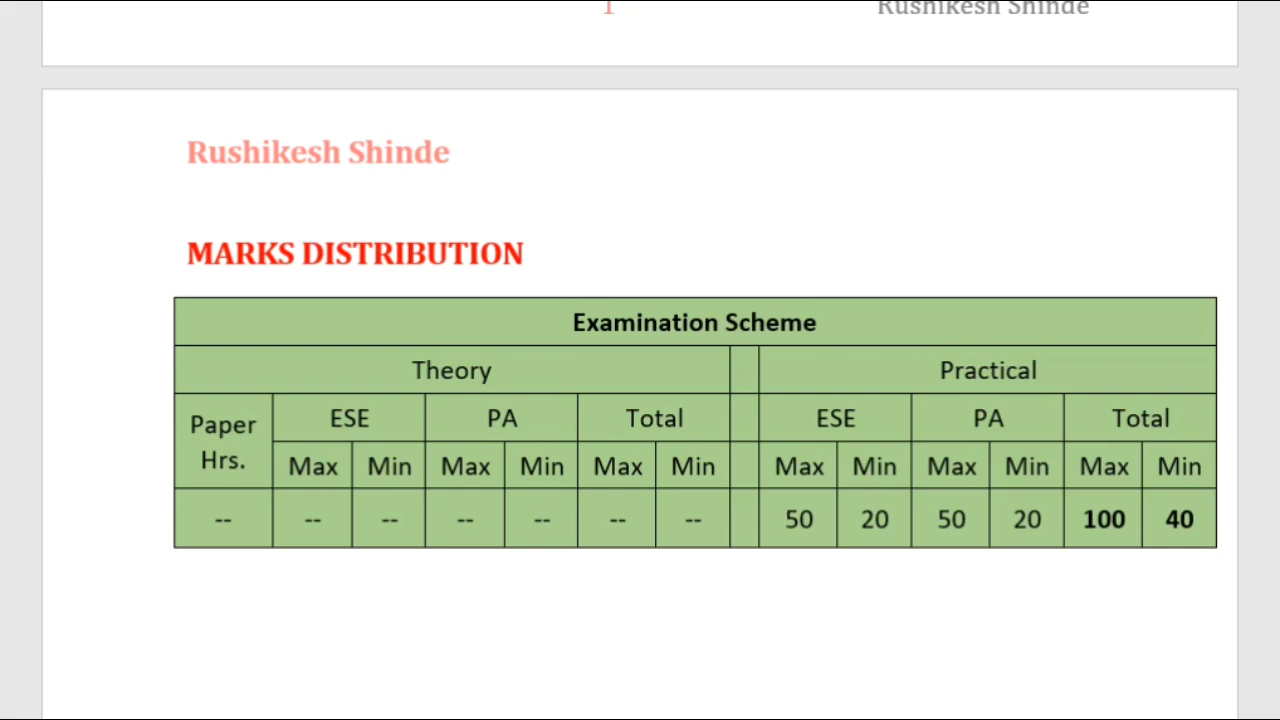 1 Rushikesh Shinde
Rushikesh Shinde
MARKS DISTRIBUTION
Examination Scheme
Theory Practical
Paper Hrs. ESE PA Total ESE PA Total
Max Min Max Min Max Min Max Min Max Min Max Min
-- -- -- -- -- -- -- 50 20 50 20 100 40